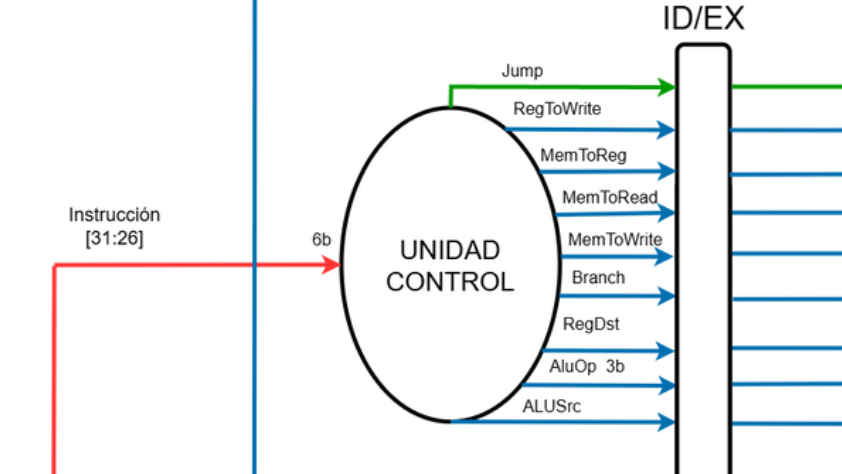 ID/EX
Jump
RegToWrite
MemToReg
MemToRead
Instrucción
[31:26]
6b
MemToWrite
UNIDAD
CONTROL
Branch
RegDst
AluOp 3b
ALUSrc